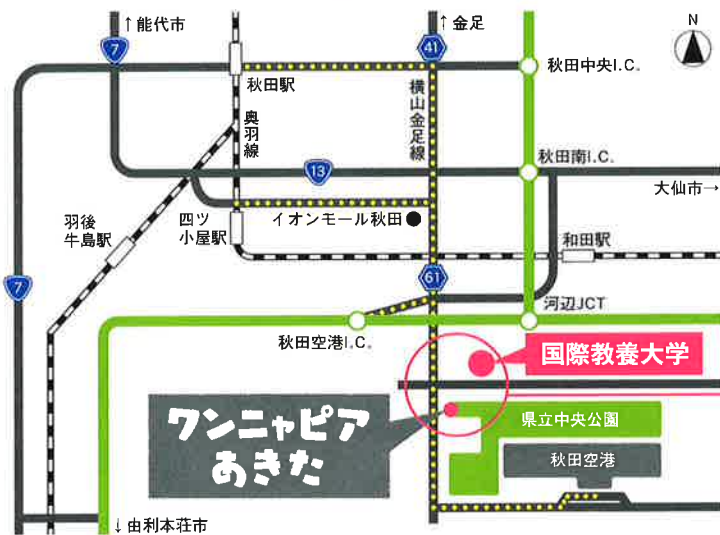 ↑能代市
↑金足
N
7
41
秋田駅
秋田中央I.C.
奥羽線
横山金足線
13
秋田南I.C.
大仙市→
羽後
牛島駅
四ツ
小屋駅
イオンモール秋田
和田駅
7
61
秋田空港I.C.
河辺JCT
国際教養大学
ワンニャピア
あきた
県立中央公園
秋田空港
↓由利本荘市